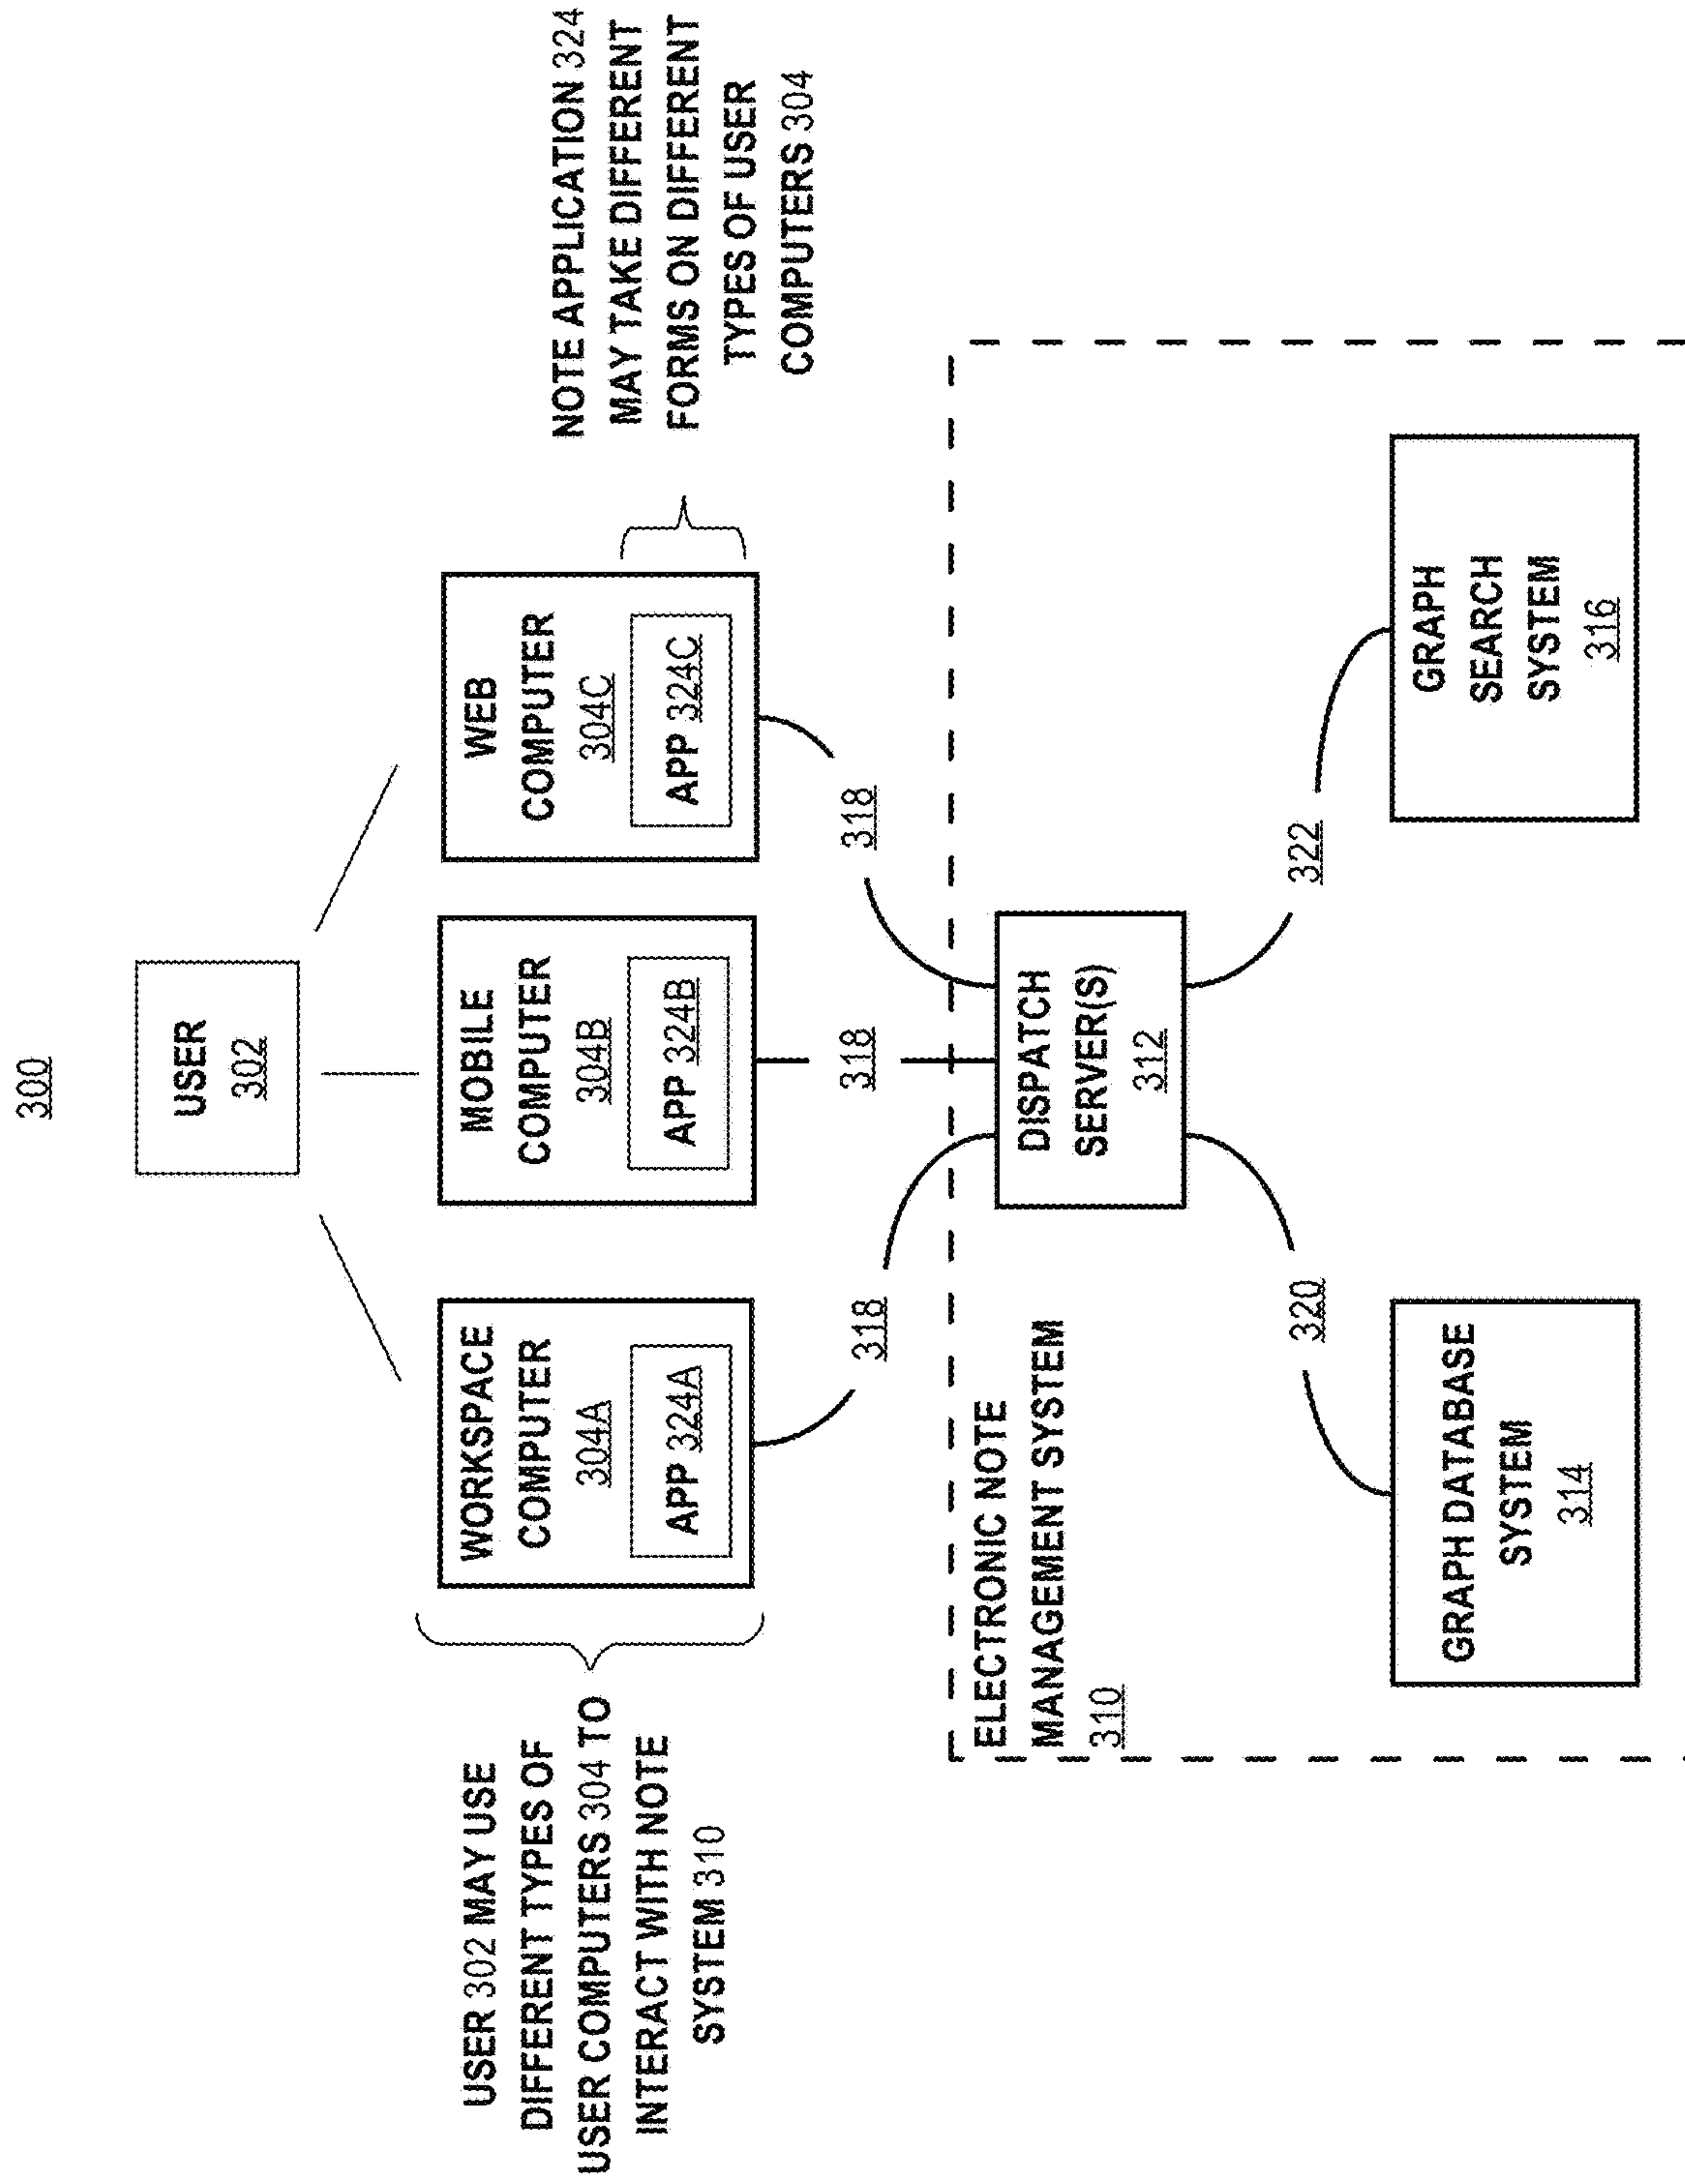 300
USER
302
USER 302 MAY USE
DIFFERENT TYPES OF
USER COMPUTERS 304 TO
INTERACT WITH NOTE
SYSTEM 310
WORKSPACE
COMPUTER
304A
APP 324A
MOBILE
COMPUTER
304B
APP 324B
WEB
COMPUTER
304C
APP 324C
NOTE APPLICATION 324
MAY TAKE DIFFERENT
FORMS ON DIFFERENT
TYPES OF USER
COMPUTERS 304
318
318
318
ELECTRONIC NOTE
MANAGEMENT SYSTEM
310
DISPATCH
SERVER(S)
312
320
322
GRAPH DATABASE
SYSTEM
314
GRAPH
SEARCH
SYSTEM
316